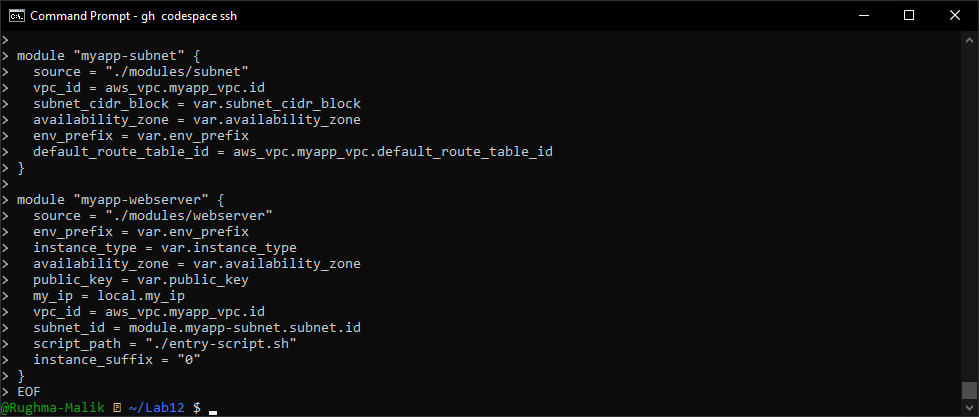 Command Prompt - gh  codespace ssh
>
> module "myapp-subnet" {
>   source = "./modules/subnet"
>   vpc_id = aws_vpc.myapp_vpc.id
>   subnet_cidr_block = var.subnet_cidr_block
>   availability_zone = var.availability_zone
>   env_prefix = var.env_prefix
>   default_route_table_id = aws_vpc.myapp_vpc.default_route_table_id
> }
>
> module "myapp-webserver" {
>   source = "./modules/webserver"
>   env_prefix = var.env_prefix
>   instance_type = var.instance_type
>   availability_zone = var.availability_zone
>   public_key = var.public_key
>   my_ip = local.my_ip
>   vpc_id = aws_vpc.myapp_vpc.id
>   subnet_id = module.myapp-subnet.subnet.id
>   script_path = "./entry-script.sh"
>   instance_suffix = "0"
> }
> EOF
@Rughma-Malik ~/Lab12 $